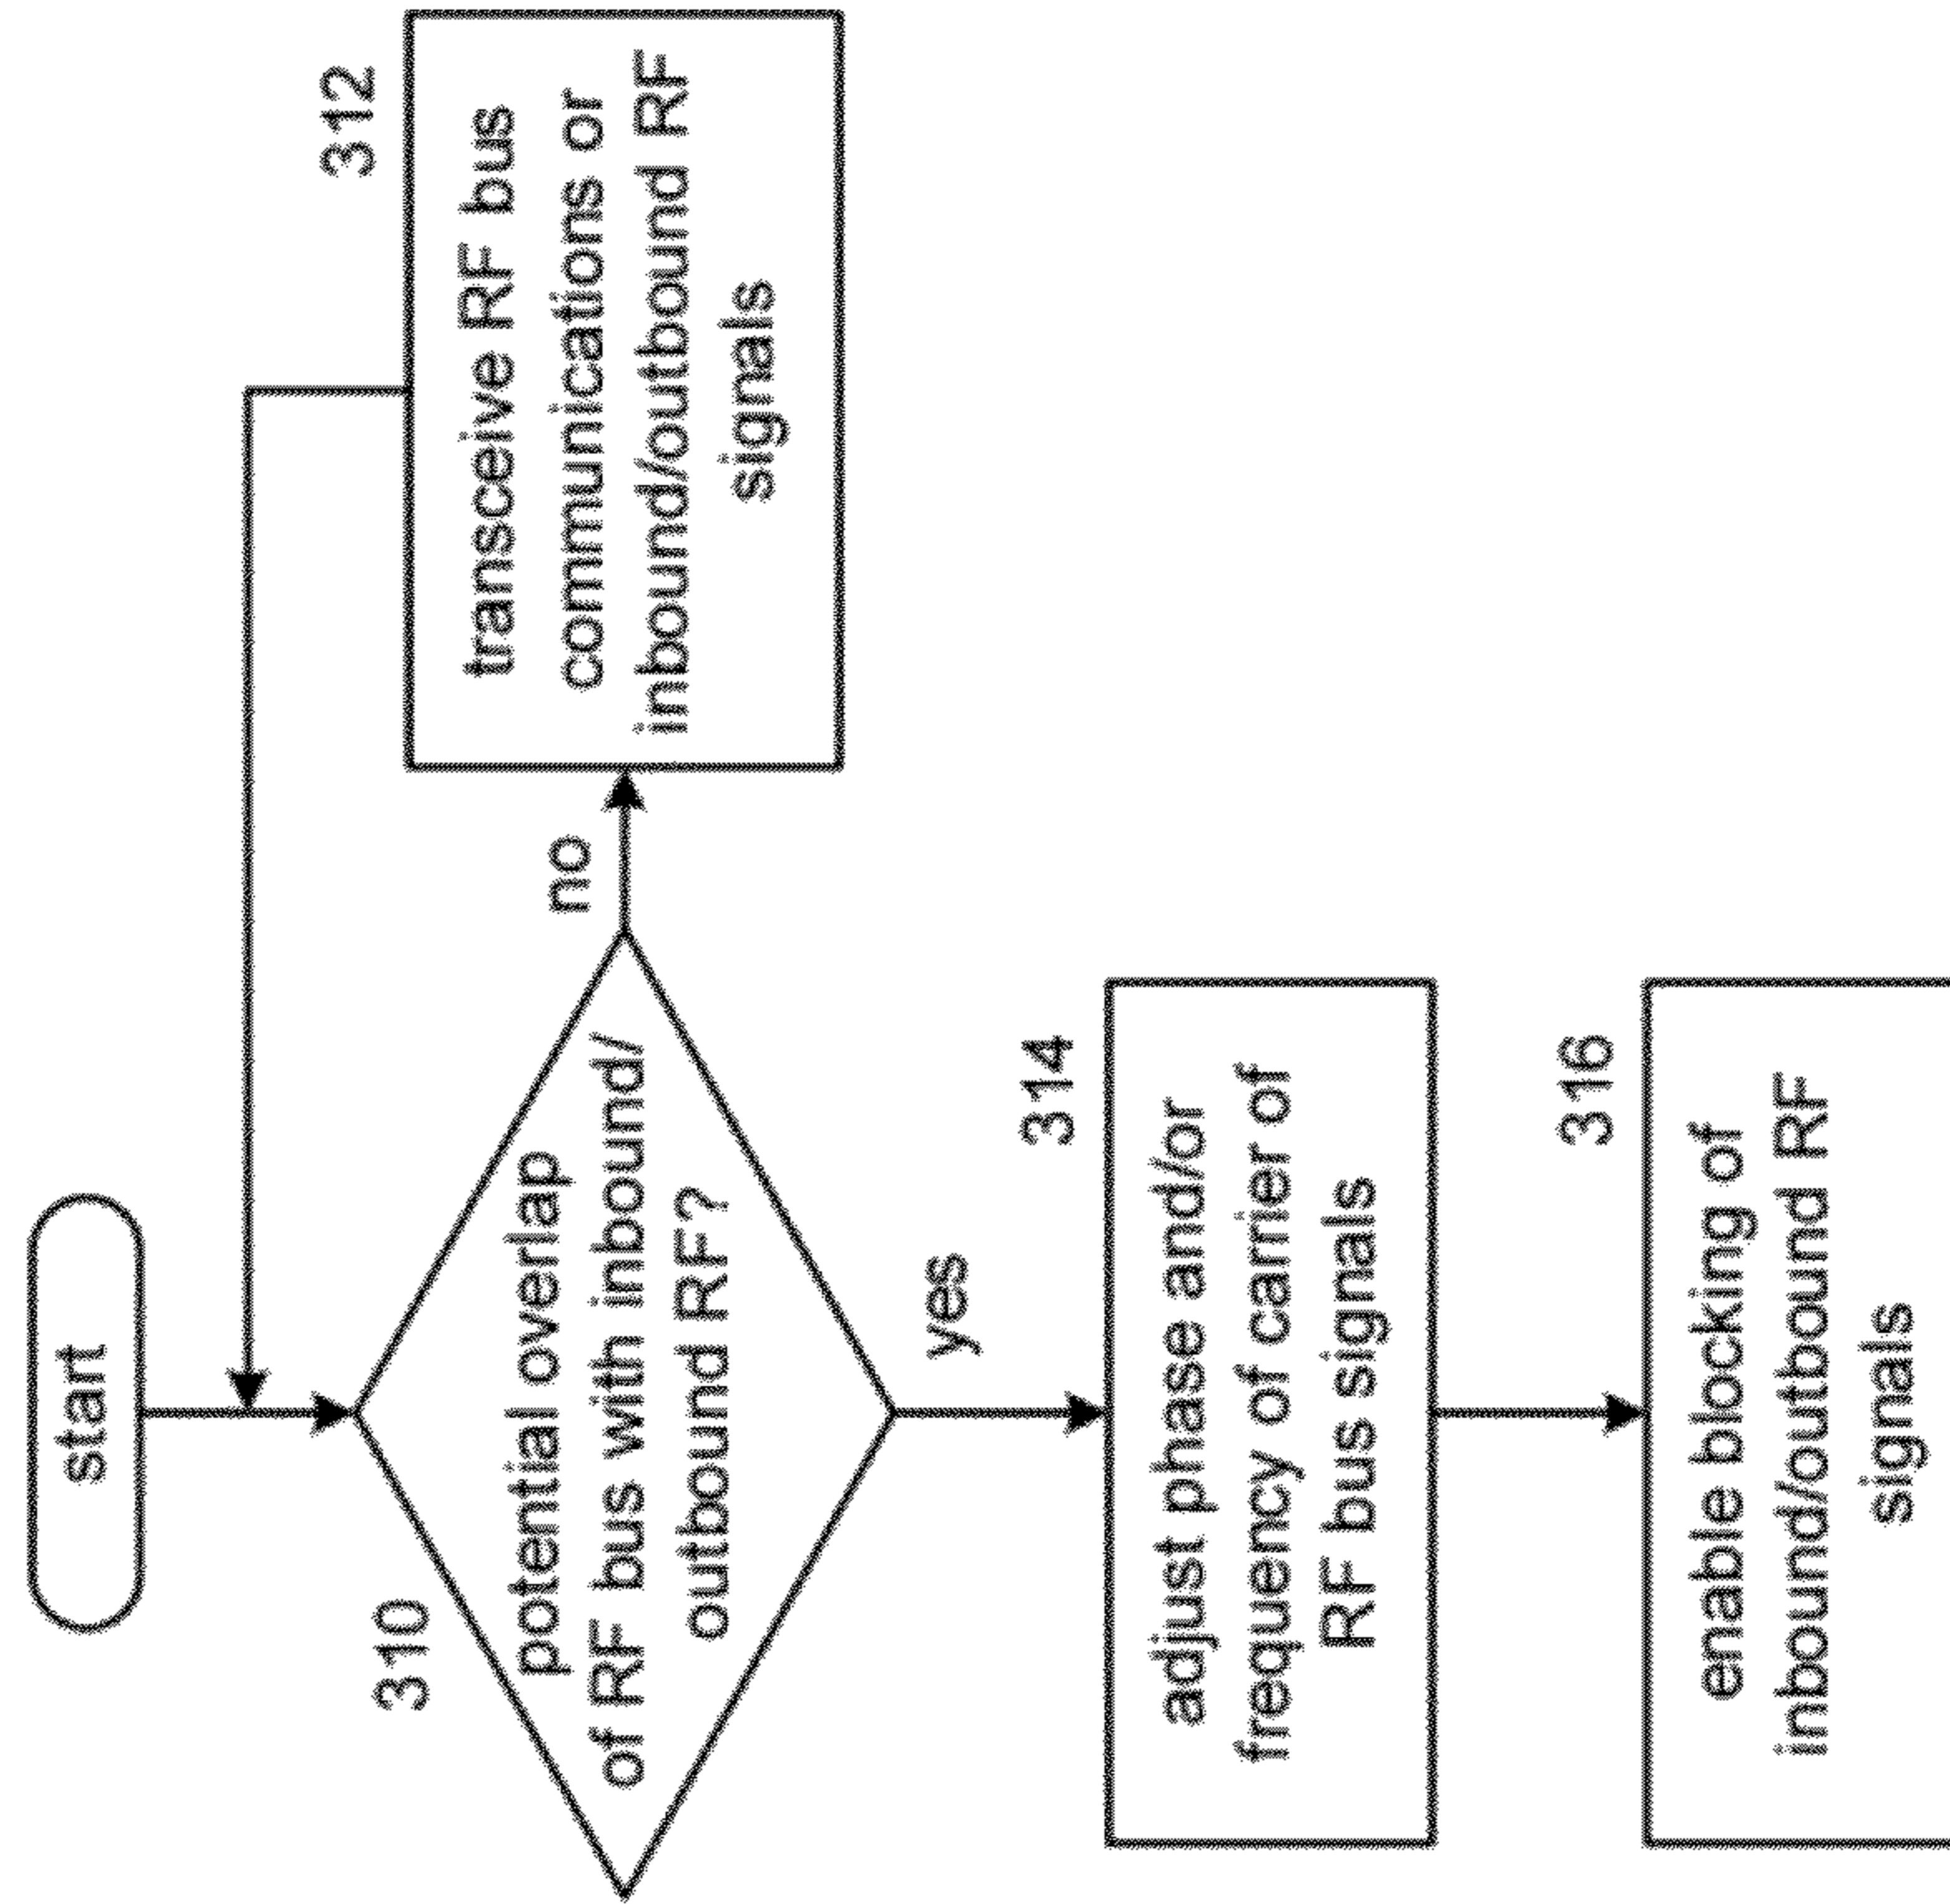 start
310
potential overlap
of RF bus with inbound/
outbound RF?
no
312
transceive RF bus
communications or
inbound/outbound RF
signals
yes
314
adjust phase and/or
frequency of carrier of
RF bus signals
316
enable blocking of
inbound/outbound RF
signals